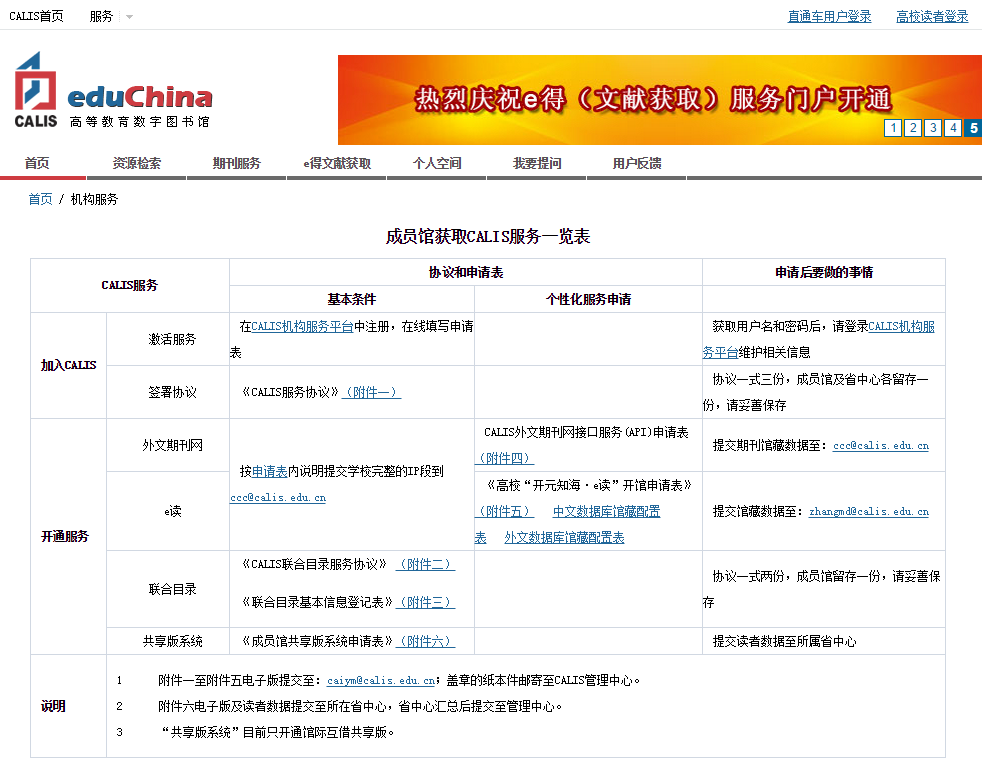 CALIS首页 服务
直通车用户登录 高校读者登录
CALIS
eduChina
高等教育数字图书馆
热烈庆祝e得（文献获取）服务门户开通
1 2 3 4 5
首页 资源检索 期刊服务 e得文献获取 个人空间 我要提问 用户反馈
首页 / 机构服务
成员馆获取CALIS服务一览表
CALIS服务 协议和申请表 申请后要做的事情
基本条件 个性化服务申请
加入CALIS
激活服务
在CALIS机构服务平台中注册，在线填写申请
表
获取用户名和密码后，请登录CALIS机构服
务平台维护相关信息
签署协议
《CALIS服务协议》（附件一）
协议一式三份，成员馆及省中心各留存一
份，请妥善保存
开通服务
外文期刊网
按申请表内说明提交学校完整的IP段到
ccc@calis.edu.cn
CALIS外文期刊网接口服务(API)申请表
（附件四）
提交期刊馆藏数据至：ccc@calis.edu.cn
e读
《高校“开元知海·e读”开馆申请表》
（附件五） 中文数据库馆藏配置
表 外文数据库馆藏配置表
提交馆藏数据至：zhangmd@calis.edu.cn
联合目录
《CALIS联合目录服务协议》（附件二）
《联合目录基本信息登记表》（附件三）
协议一式两份，成员馆留存一份，请妥善保
存
共享版系统
《成员馆共享版系统申请表》（附件六）
提交读者数据至所属省中心
说明
1 附件一至附件五电子版提交至：caiym@calis.edu.cn；盖章的纸本件邮寄至CALIS管理中心。
2 附件六电子版及读者数据提交至所在省中心，省中心汇总后提交至管理中心。
3 “共享版系统”目前只开通馆际互借共享版。